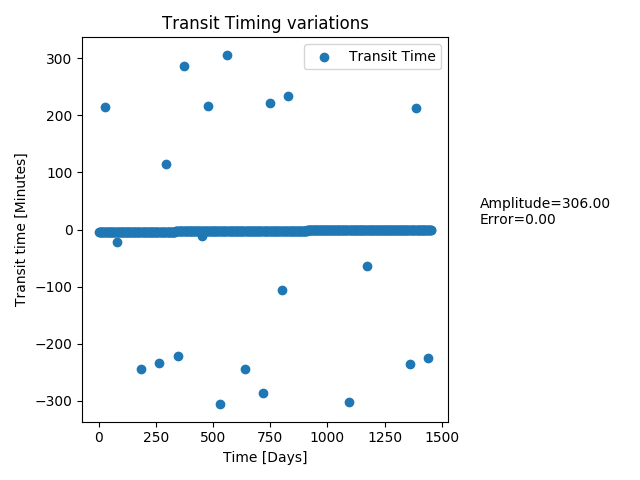 Transit Timing variations
Transit Time
300
200
100
0
−100
−200
−300
Transit time [Minutes]
0
250
500
750
1000
1250
1500
Time [Days]
Amplitude=306.00
Error=0.00